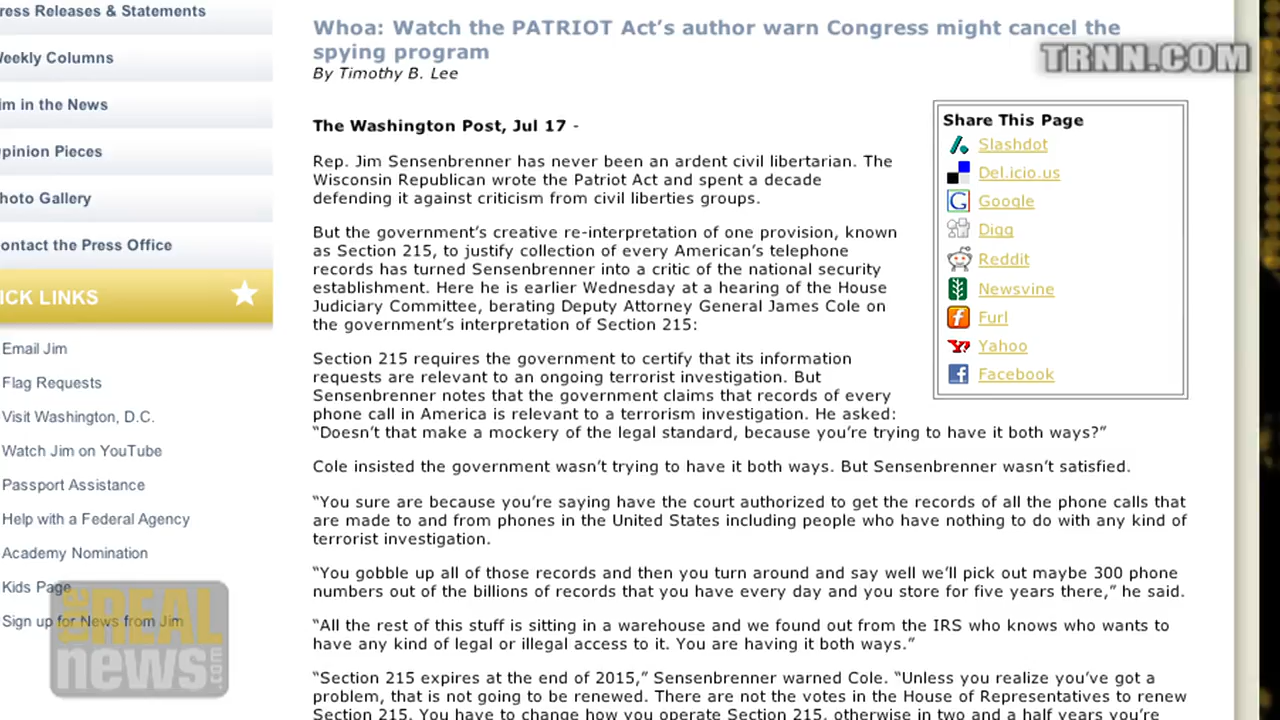 ress Releases & Statements
Weekly Columns
im in the News
pinion Pieces
hoto Gallery
ontact the Press Office
ICK LINKS
Email Jim
Flag Requests
Visit Washington, D.C.
Watch Jim on YouTube
Passport Assistance
Help with a Federal Agency
Academy Nomination
Kids Page
Sign up for News from Jim
the REAL
news.com
Whoa: Watch the PATRIOT Act’s author warn Congress might cancel the
spying program
By Timothy B. Lee
TRNN.COM
The Washington Post, Jul 17 -
Rep. Jim Sensenbrenner has never been an ardent civil libertarian. The
Wisconsin Republican wrote the Patriot Act and spent a decade
defending it against criticism from civil liberties groups.
But the government’s creative re-interpretation of one provision, known
as Section 215, to justify collection of every American’s telephone
records has turned Sensenbrenner into a critic of the national security
establishment. Here he is earlier Wednesday at a hearing of the House
Judiciary Committee, berating Deputy Attorney General James Cole on
the government’s interpretation of Section 215:
Section 215 requires the government to certify that its information
requests are relevant to an ongoing terrorist investigation. But
Sensenbrenner notes that the government claims that records of every
phone call in America is relevant to a terrorism investigation. He asked:
“Doesn’t that make a mockery of the legal standard, because you’re trying to have it both ways?”
Cole insisted the government wasn’t trying to have it both ways. But Sensenbrenner wasn’t satisfied.
“You sure are because you’re saying have the court authorized to get the records of all the phone calls that
are made to and from phones in the United States including people who have nothing to do with any kind of
terrorist investigation.
“You gobble up all of those records and then you turn around and say well we’ll pick out maybe 300 phone
numbers out of the billions of records that you have every day and you store for five years there,” he said.
“All the rest of this stuff is sitting in a warehouse and we found out from the IRS who knows who wants to
have any kind of legal or illegal access to it. You are having it both ways.”
“Section 215 expires at the end of 2015,” Sensenbrenner warned Cole. “Unless you realize you’ve got a
problem, that is not going to be renewed. There are not the votes in the House of Representatives to renew
Section 215. You have to change how you operate Section 215, otherwise in two and a half years you’re
Share This Page
Slashdot
Del.icio.us
Google
Digg
Reddit
Newsvine
Furl
Yahoo
Facebook